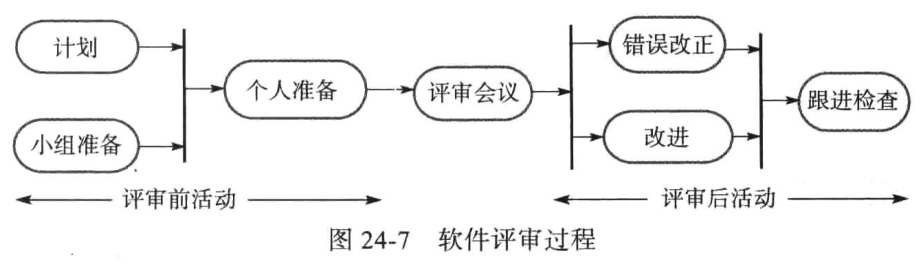 计划
小组准备
个人准备
评审会议
错误改正
改进
跟进检查
评审前活动
评审后活动
图 24-7 软件评审过程